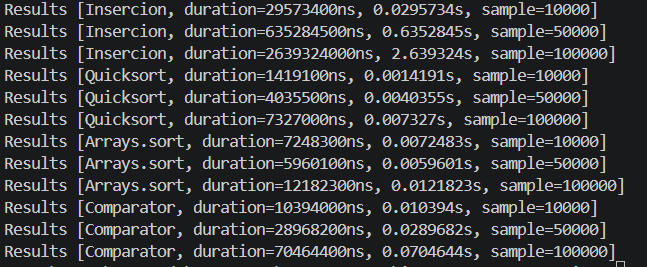 Results [Insercion, duration=29573400ns, 0.0295734s, sample=10000]
Results [Insercion, duration=635284500ns, 0.6352845s, sample=50000]
Results [Insercion, duration=2639324000ns, 2.639324s, sample=100000]
Results [Quicksort, duration=1419100ns, 0.0014191s, sample=10000]
Results [Quicksort, duration=4035500ns, 0.0040355s, sample=50000]
Results [Quicksort, duration=7327000ns, 0.007327s, sample=100000]
Results [Arrays.sort, duration=7248300ns, 0.0072483s, sample=10000]
Results [Arrays.sort, duration=5960100ns, 0.0059601s, sample=50000]
Results [Arrays.sort, duration=12182300ns, 0.0121823s, sample=100000]
Results [Comparator, duration=10394000ns, 0.010394s, sample=10000]
Results [Comparator, duration=28968200ns, 0.0289682s, sample=50000]
Results [Comparator, duration=70464400ns, 0.0704644s, sample=100000]